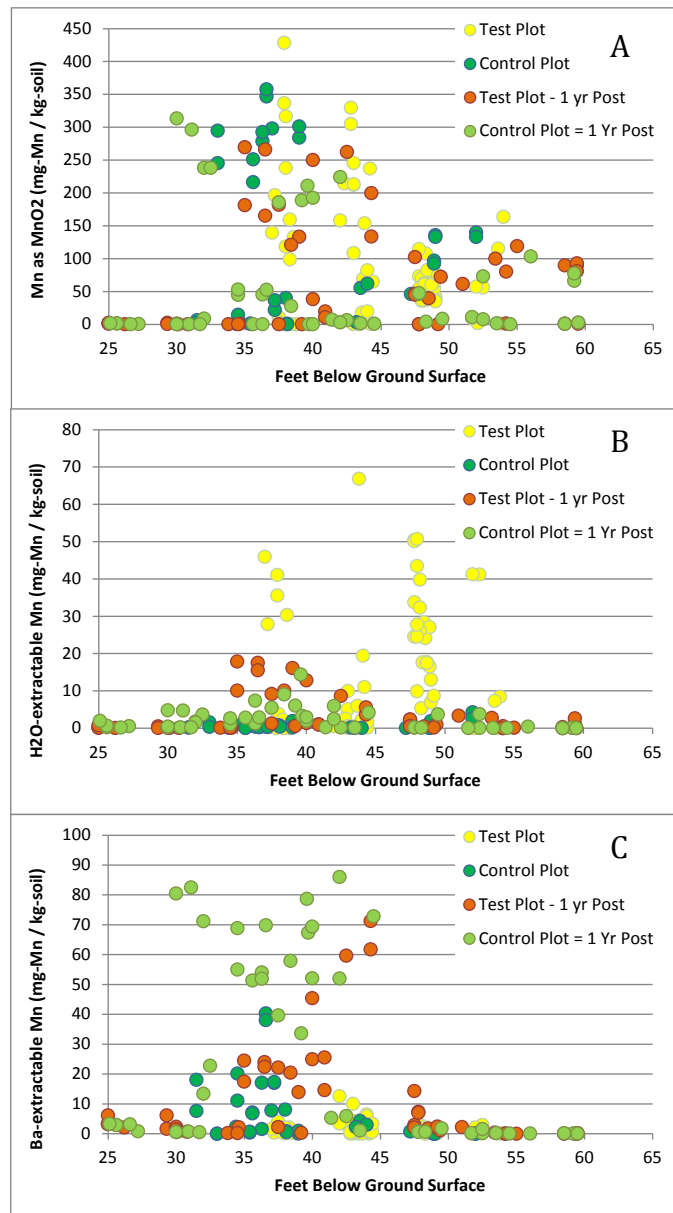 A
Test Plot
Control Plot
Test Plot - 1 yr Post
Control Plot = 1 Yr Post
Mn as MnO2 (mg-Mn / kg-soil)
450
400
350
300
250
200
150
100
50
0
25 30 35 40 45 50 55 60 65
Feet Below Ground Surface
B
Test Plot
Control Plot
Test Plot - 1 yr Post
Control Plot = 1 Yr Post
H2O-extractable Mn (mg-Mn / kg-soil)
80
70
60
50
40
30
20
10
0
25 30 35 40 45 50 55 60 65
Feet Below Ground Surface
C
Test Plot
Control Plot
Test Plot - 1 yr Post
Control Plot = 1 Yr Post
Ba-extractable Mn (mg-Mn / kg-soil)
100
90
80
70
60
50
40
30
20
10
0
25 30 35 40 45 50 55 60 65
Feet Below Ground Surface